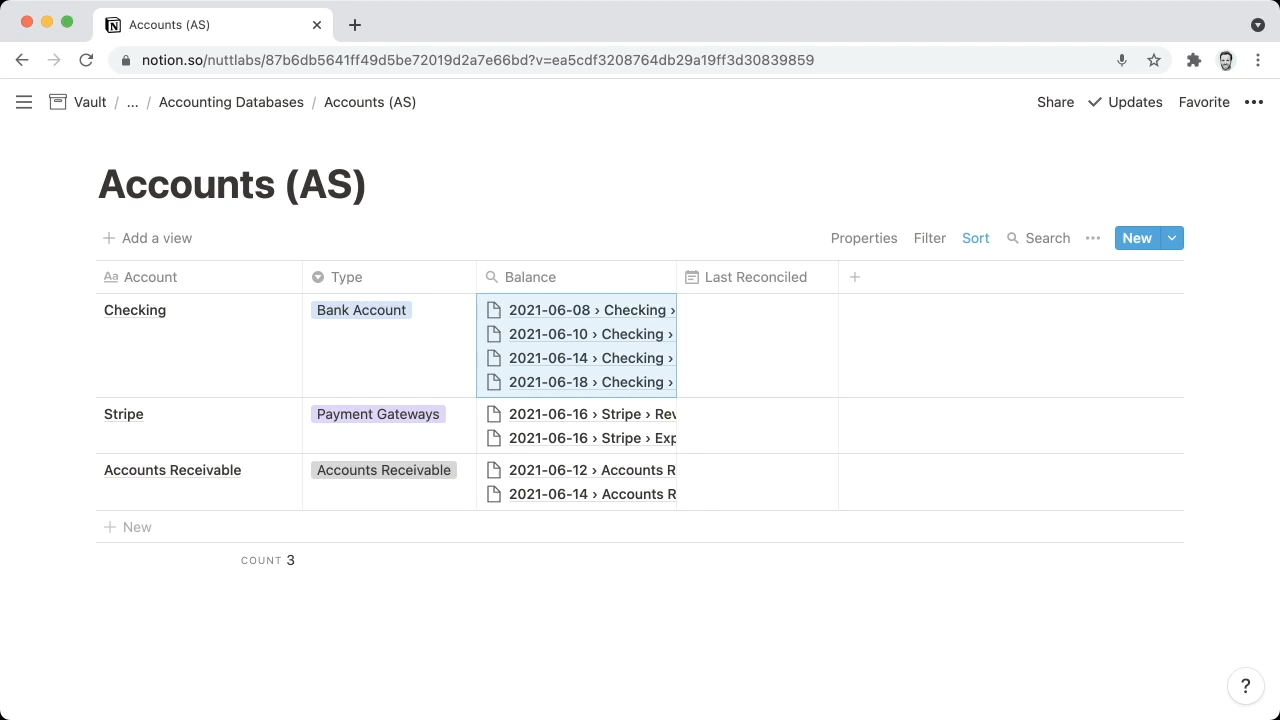 Accounts (AS)
notion.so/nuttlabs/87b6db5641ff49d5be72019d2a7e66bd?v=ea5cdf3208764db29a19ff3d30839859
Vault / ... / Accounting Databases / Accounts (AS)
Share Updates Favorite
Accounts (AS)
Add a view
Properties Filter Sort Search New
Aa Account Type Balance Last Reconciled
Checking Bank Account 2021-06-08 › Checking ›
2021-06-10 › Checking ›
2021-06-14 › Checking ›
2021-06-18 › Checking ›
Stripe Payment Gateways 2021-06-16 › Stripe › Rev
2021-06-16 › Stripe › Exp
Accounts Receivable Accounts Receivable 2021-06-12 › Accounts R
2021-06-14 › Accounts R
New
COUNT 3
?